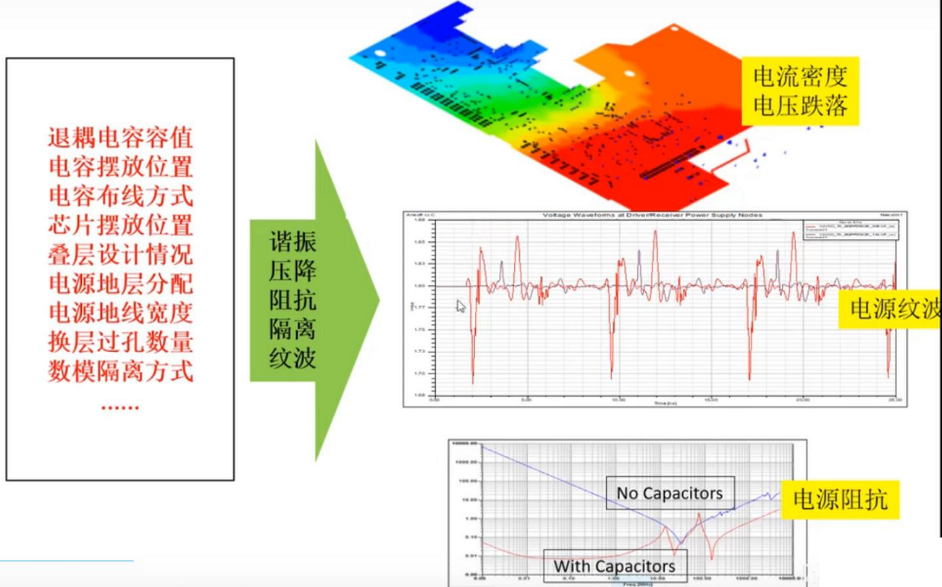 退耦电容容值
电容摆放位置
电容布线方式
芯片摆放位置
叠层设计情况
电源地层分配
电源地线宽度
换层过孔数量
数模隔离方式
......
谐振
压降
阻抗
隔离
纹波
电流密度
电压跌落
Voltage Waveforms at Driver/Receiver Power Supply Nodes
电源纹波
No Capacitors
With Capacitors
电源阻抗